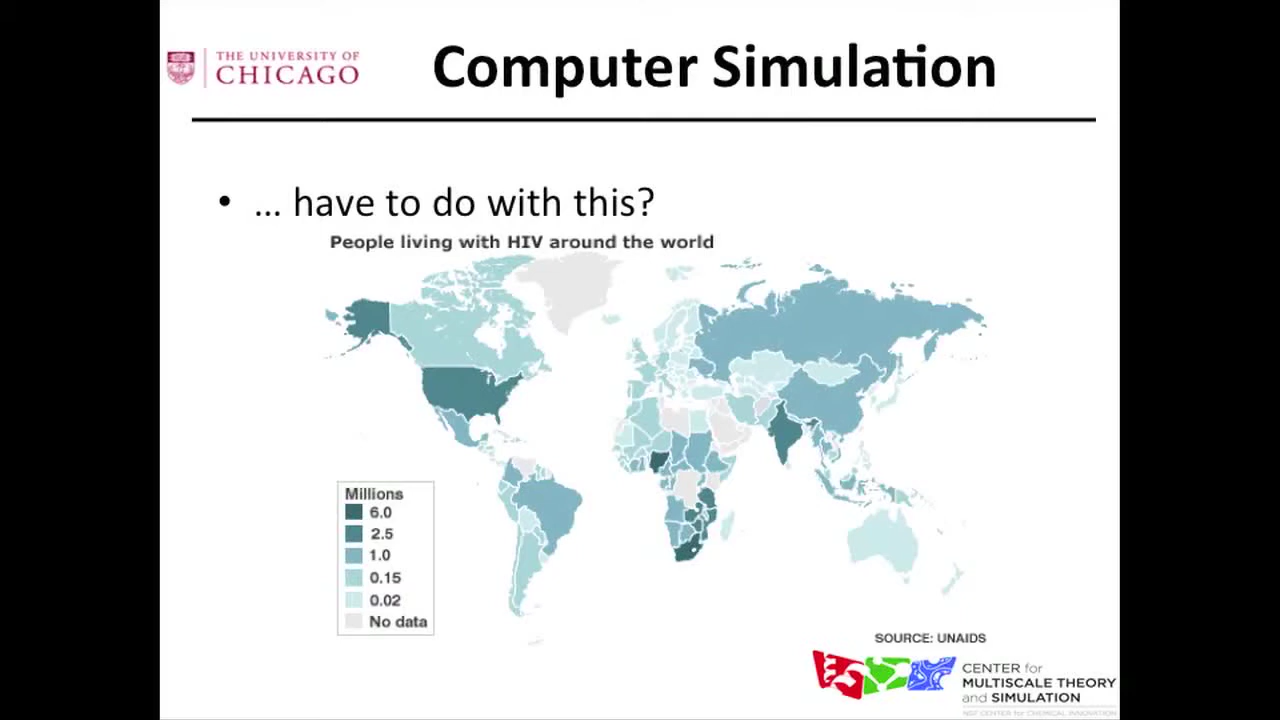 THE UNIVERSITY OF
CHICAGO
Computer Simulation
• ... have to do with this?
People living with HIV around the world
Millions
6.0
2.5
1.0
0.15
0.02
No data
SOURCE: UNAIDS
CENTER for
MULTISCALE THEORY
and SIMULATION
NSF CENTER for CHEMICAL INNOVATION